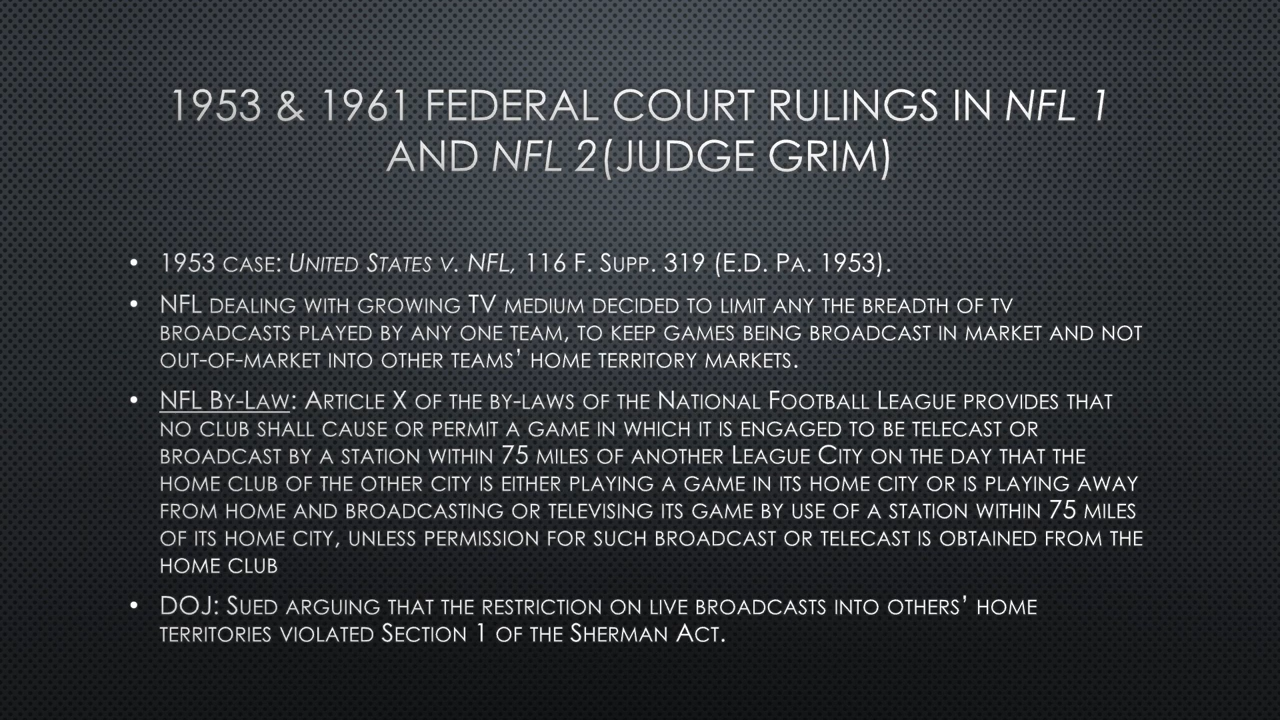 1953 & 1961 FEDERAL COURT RULINGS IN NFL 1
AND NFL 2(JUDGE GRIM)
• 1953 CASE: UNITED STATES V. NFL, 116 F. SUPP. 319 (E.D. PA. 1953).
• NFL DEALING WITH GROWING TV MEDIUM DECIDED TO LIMIT ANY THE BREADTH OF TV
BROADCASTS PLAYED BY ANY ONE TEAM, TO KEEP GAMES BEING BROADCAST IN MARKET AND NOT
OUT-OF-MARKET INTO OTHER TEAMS' HOME TERRITORY MARKETS.
• NFL BY-LAW: ARTICLE X OF THE BY-LAWS OF THE NATIONAL FOOTBALL LEAGUE PROVIDES THAT
NO CLUB SHALL CAUSE OR PERMIT A GAME IN WHICH IT IS ENGAGED TO BE TELECAST OR
BROADCAST BY A STATION WITHIN 75 MILES OF ANOTHER LEAGUE CITY ON THE DAY THAT THE
HOME CLUB OF THE OTHER CITY IS EITHER PLAYING A GAME IN ITS HOME CITY OR IS PLAYING AWAY
FROM HOME AND BROADCASTING OR TELEVISING ITS GAME BY USE OF A STATION WITHIN 75 MILES
OF ITS HOME CITY, UNLESS PERMISSION FOR SUCH BROADCAST OR TELECAST IS OBTAINED FROM THE
HOME CLUB
• DOJ: SUED ARGUING THAT THE RESTRICTION ON LIVE BROADCASTS INTO OTHERS' HOME
TERRITORIES VIOLATED SECTION 1 OF THE SHERMAN ACT.